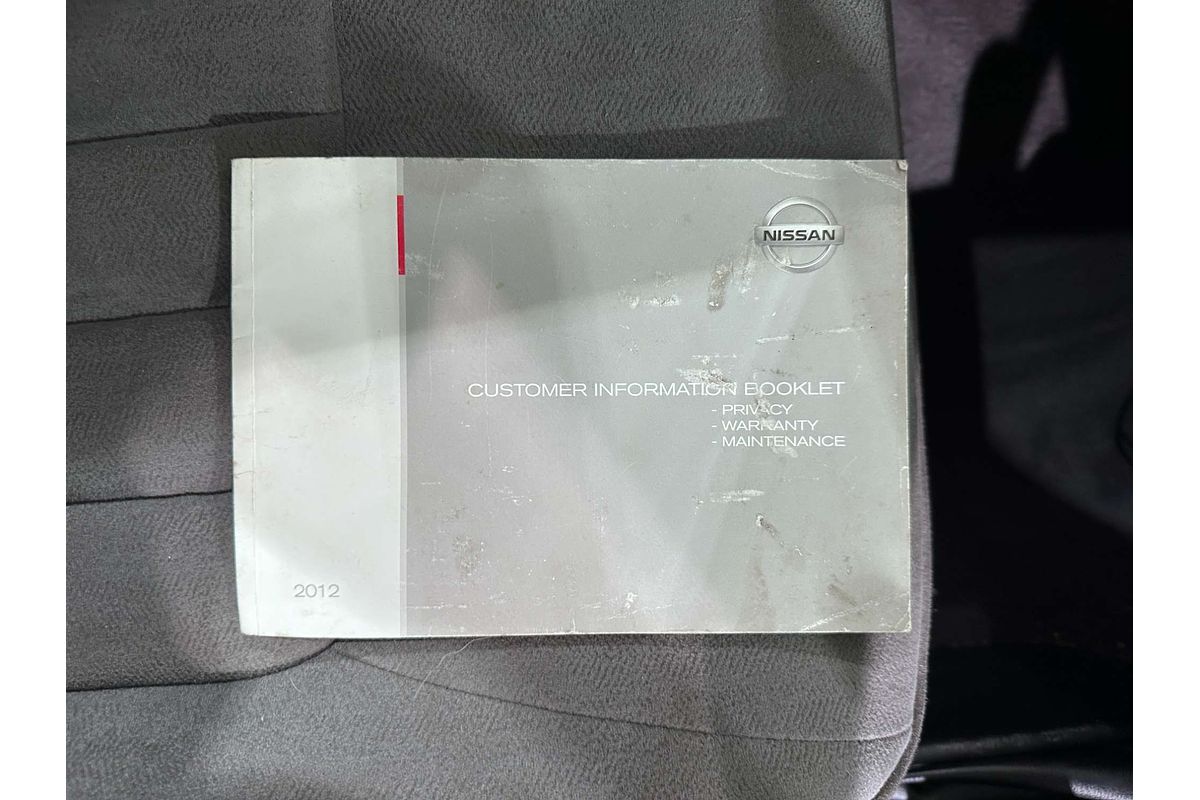 NISSAN
CUSTOMER INFORMATION BOOKLET
- PRIVACY
- WARRANTY
- MAINTENANCE
2012